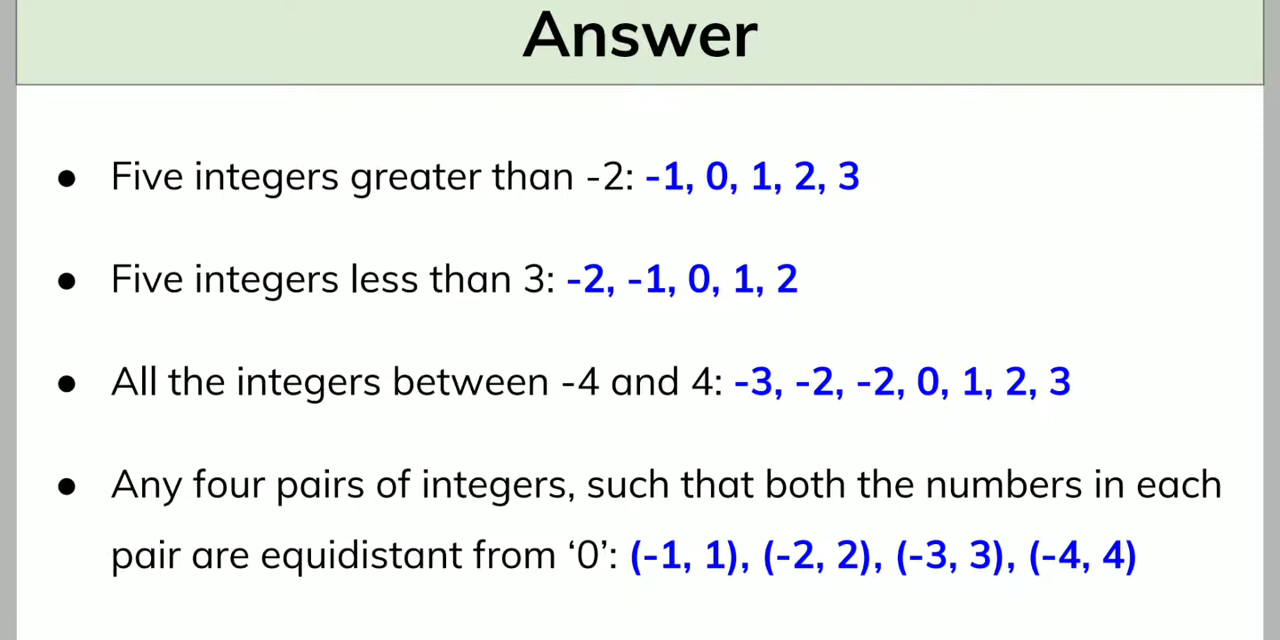 Answer
● Five integers greater than -2: -1, 0, 1, 2, 3
● Five integers less than 3: -2, -1, 0, 1, 2
● All the integers between -4 and 4: -3, -2, -2, 0, 1, 2, 3
● Any four pairs of integers, such that both the numbers in each
pair are equidistant from ‘0’: (-1, 1), (-2, 2), (-3, 3), (-4, 4)